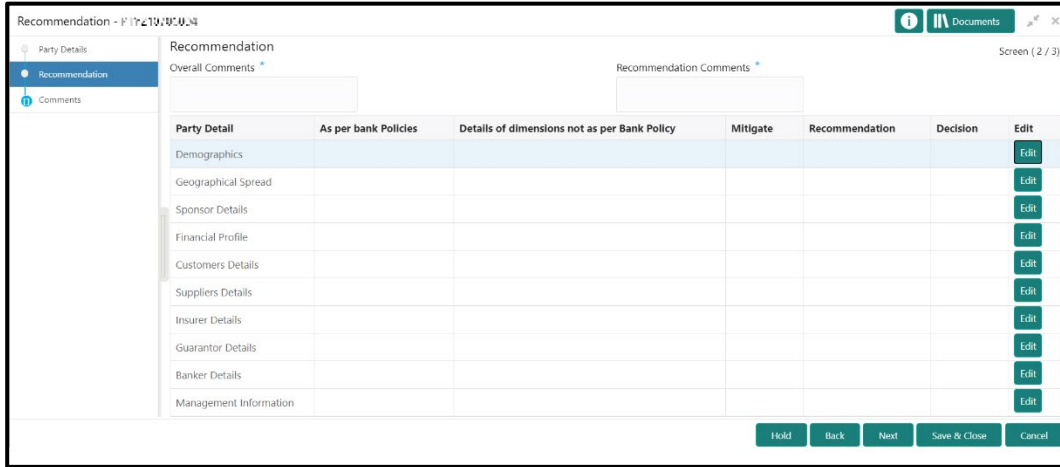 Recommendation -
Documents
Party Details
Recommendation
Comments
Recommendation
Screen ( 2 / 3)
Overall Comments *
Recommendation Comments *
Party Detail As per bank Policies Details of dimensions not as per Bank Policy Mitigate Recommendation Decision Edit
Demographics Edit
Geographical Spread Edit
Sponsor Details Edit
Financial Profile Edit
Customers Details Edit
Suppliers Details Edit
Insurer Details Edit
Guarantor Details Edit
Banker Details Edit
Management Information Edit
Hold Back Next Save & Close Cancel